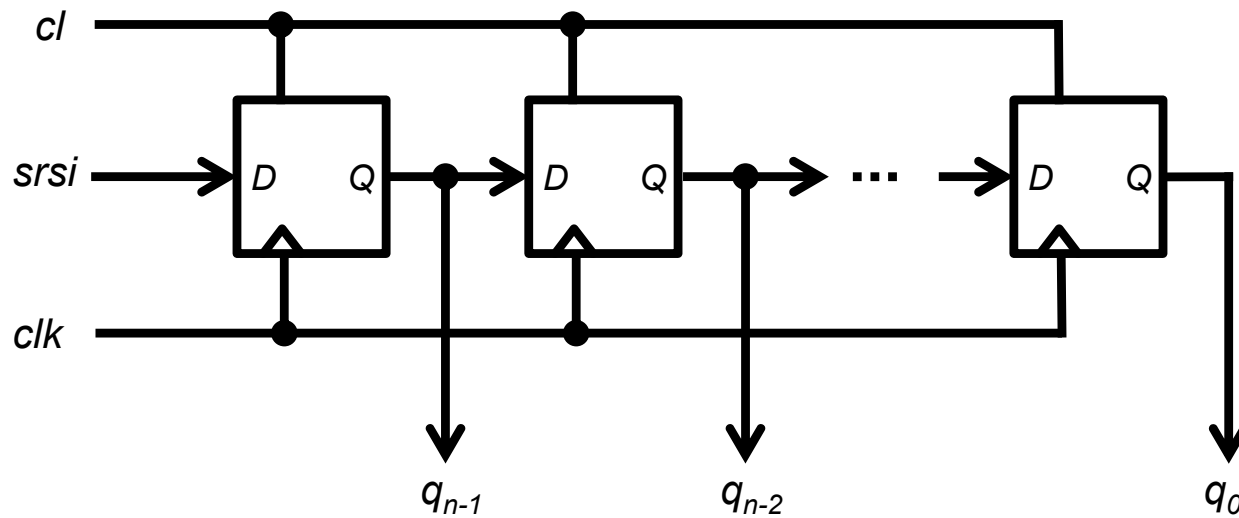 cl
srsi
D Q
D Q
...
D Q
clk
q_{n-1}
q_{n-2}
q_0